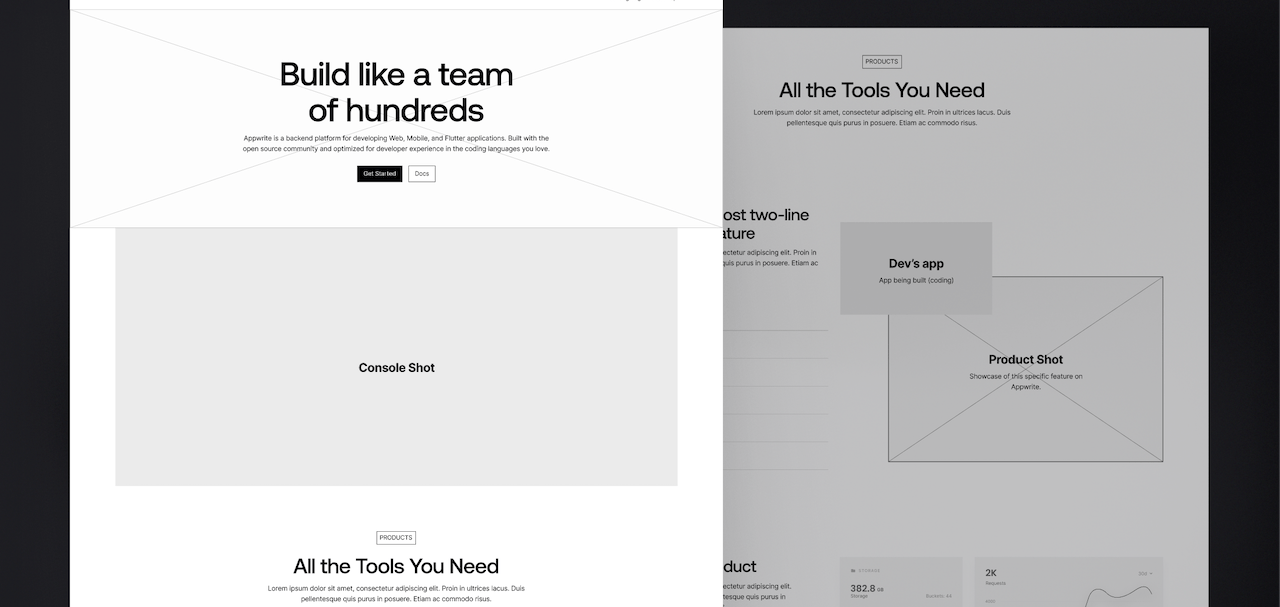 Build like a team
of hundreds
Appwrite is a backend platform for developing Web, Mobile, and Flutter applications. Built with the
open source community and optimized for developer experience in the coding languages you love.
Get Started
Docs
Console Shot
PRODUCTS
All the Tools You Need
Lorem ipsum dolor sit amet, consectetur adipiscing elit. Proin in ultrices lacus. Duis
pellentesque quis purus in posuere. Etiam ac commodo risus.
PRODUCTS
All the Tools You Need
Lorem ipsum dolor sit amet, consectetur adipiscing elit. Proin in ultrices lacus. Duis
pellentesque quis purus in posuere. Etiam ac commodo risus.
ost two-line
ature
ectetur adipiscing elit. Proin in
quis purus in posuere. Etiam ac
Dev's app
App being built (coding)
Product Shot
Showcase of this specific feature on
Appwrite.
duct
ectetur adipiscing elit.
tesque quis purus in
STORAGE
382.8 GB
Storage
2K
Requests